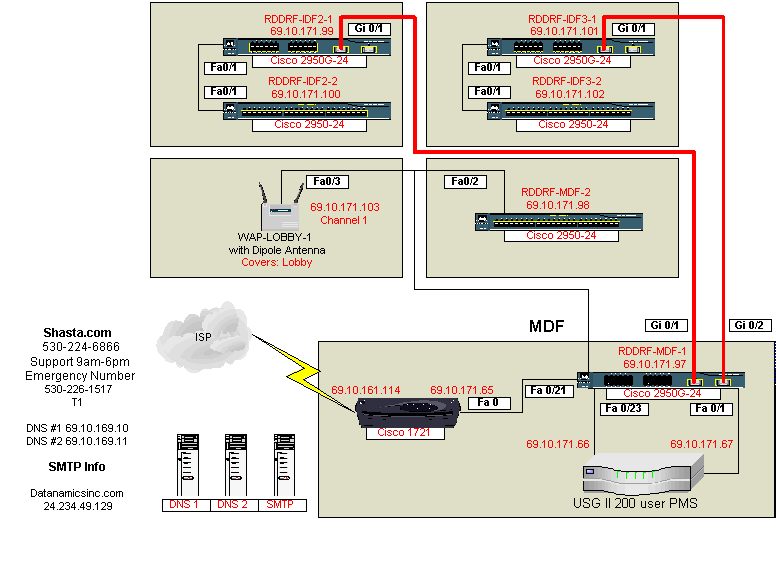 RDDRF-IDF2-1
69.10.171.99
Gi 0/1
Cisco 2950G-24
Fa0/1
Fa0/1
RDDRF-IDF2-2
69.10.171.100
Cisco 2950-24
RDDRF-IDF3-1
69.10.171.101
Gi 0/1
Cisco 2950G-24
Fa0/1
Fa0/1
RDDRF-IDF3-2
69.10.171.102
Cisco 2950-24
Fa0/3
69.10.171.103
Channel 1
WAP-LOBBY-1
with Dipole Antenna
Covers: Lobby
Fa0/2
RDDRF-MDF-2
69.10.171.98
Cisco 2950-24
ISP
MDF
Gi 0/1
Gi 0/2
RDDRF-MDF-1
69.10.171.97
Cisco 2950G-24
69.10.161.114
69.10.171.65
Fa 0
Fa 0/21
Cisco 1721
Fa0/23
Fa 0/1
69.10.171.66
69.10.171.67
USG II 200 user PMS
Shasta.com
530-224-6866
Support 9am-6pm
Emergency Number
530-226-1517
T1
DNS #1 69.10.169.10
DNS #2 69.10.169.11
SMTP Info
Datanamicsinc.com
24.234.49.129
DNS 1
DNS 2
SMTP